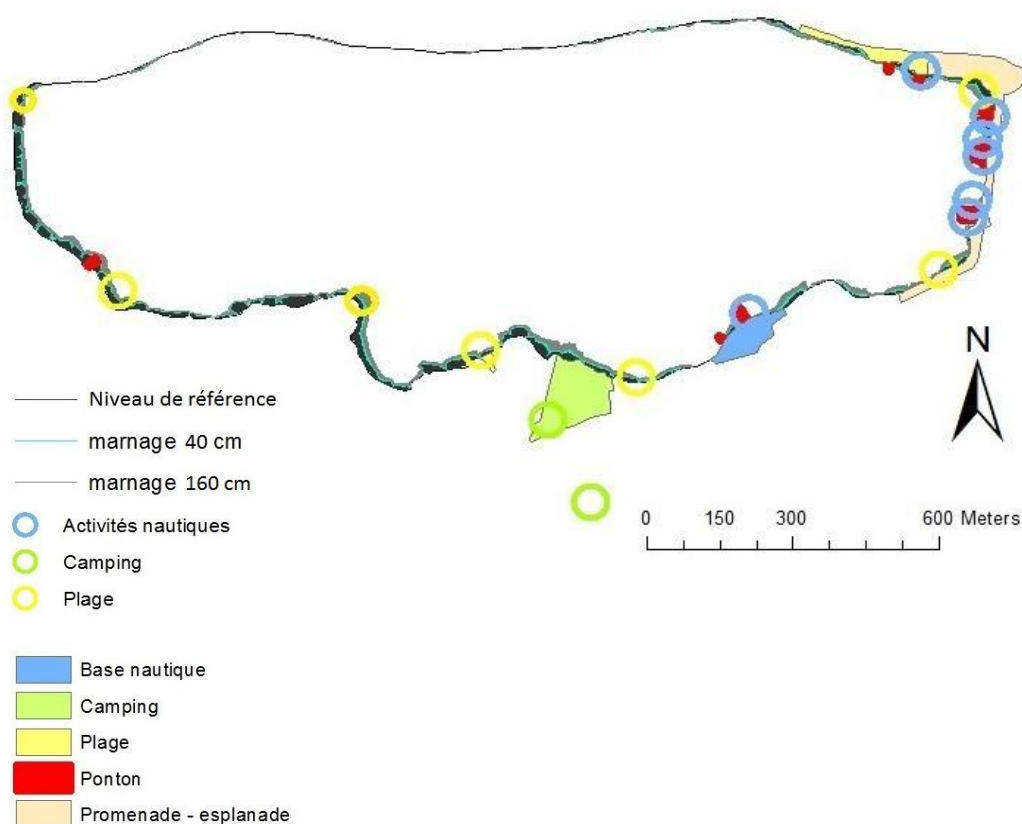 N
Niveau de référence
marnage 40 cm
marnage 160 cm
Activités nautiques
Camping
Plage
0 150 300 600 Meters
Base nautique
Camping
Plage
Ponton
Promenade - esplanade